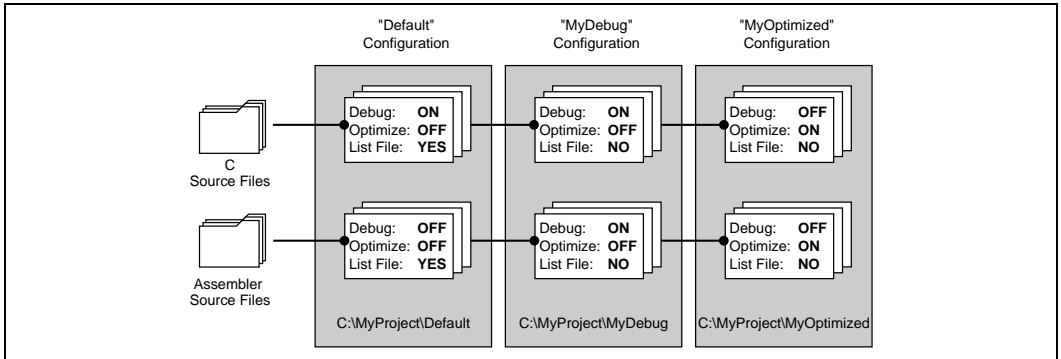 "Default"
Configuration
"MyDebug"
Configuration
"MyOptimized"
Configuration
C
Source Files
Debug: ON
Optimize: OFF
List File: YES
Debug: ON
Optimize: OFF
List File: NO
Debug: OFF
Optimize: ON
List File: NO
Assembler
Source Files
Debug: OFF
Optimize: OFF
List File: YES
Debug: ON
Optimize: OFF
List File: NO
Debug: OFF
Optimize: ON
List File: NO
C:\MyProject\Default
C:\MyProject\MyDebug
C:\MyProject\MyOptimized